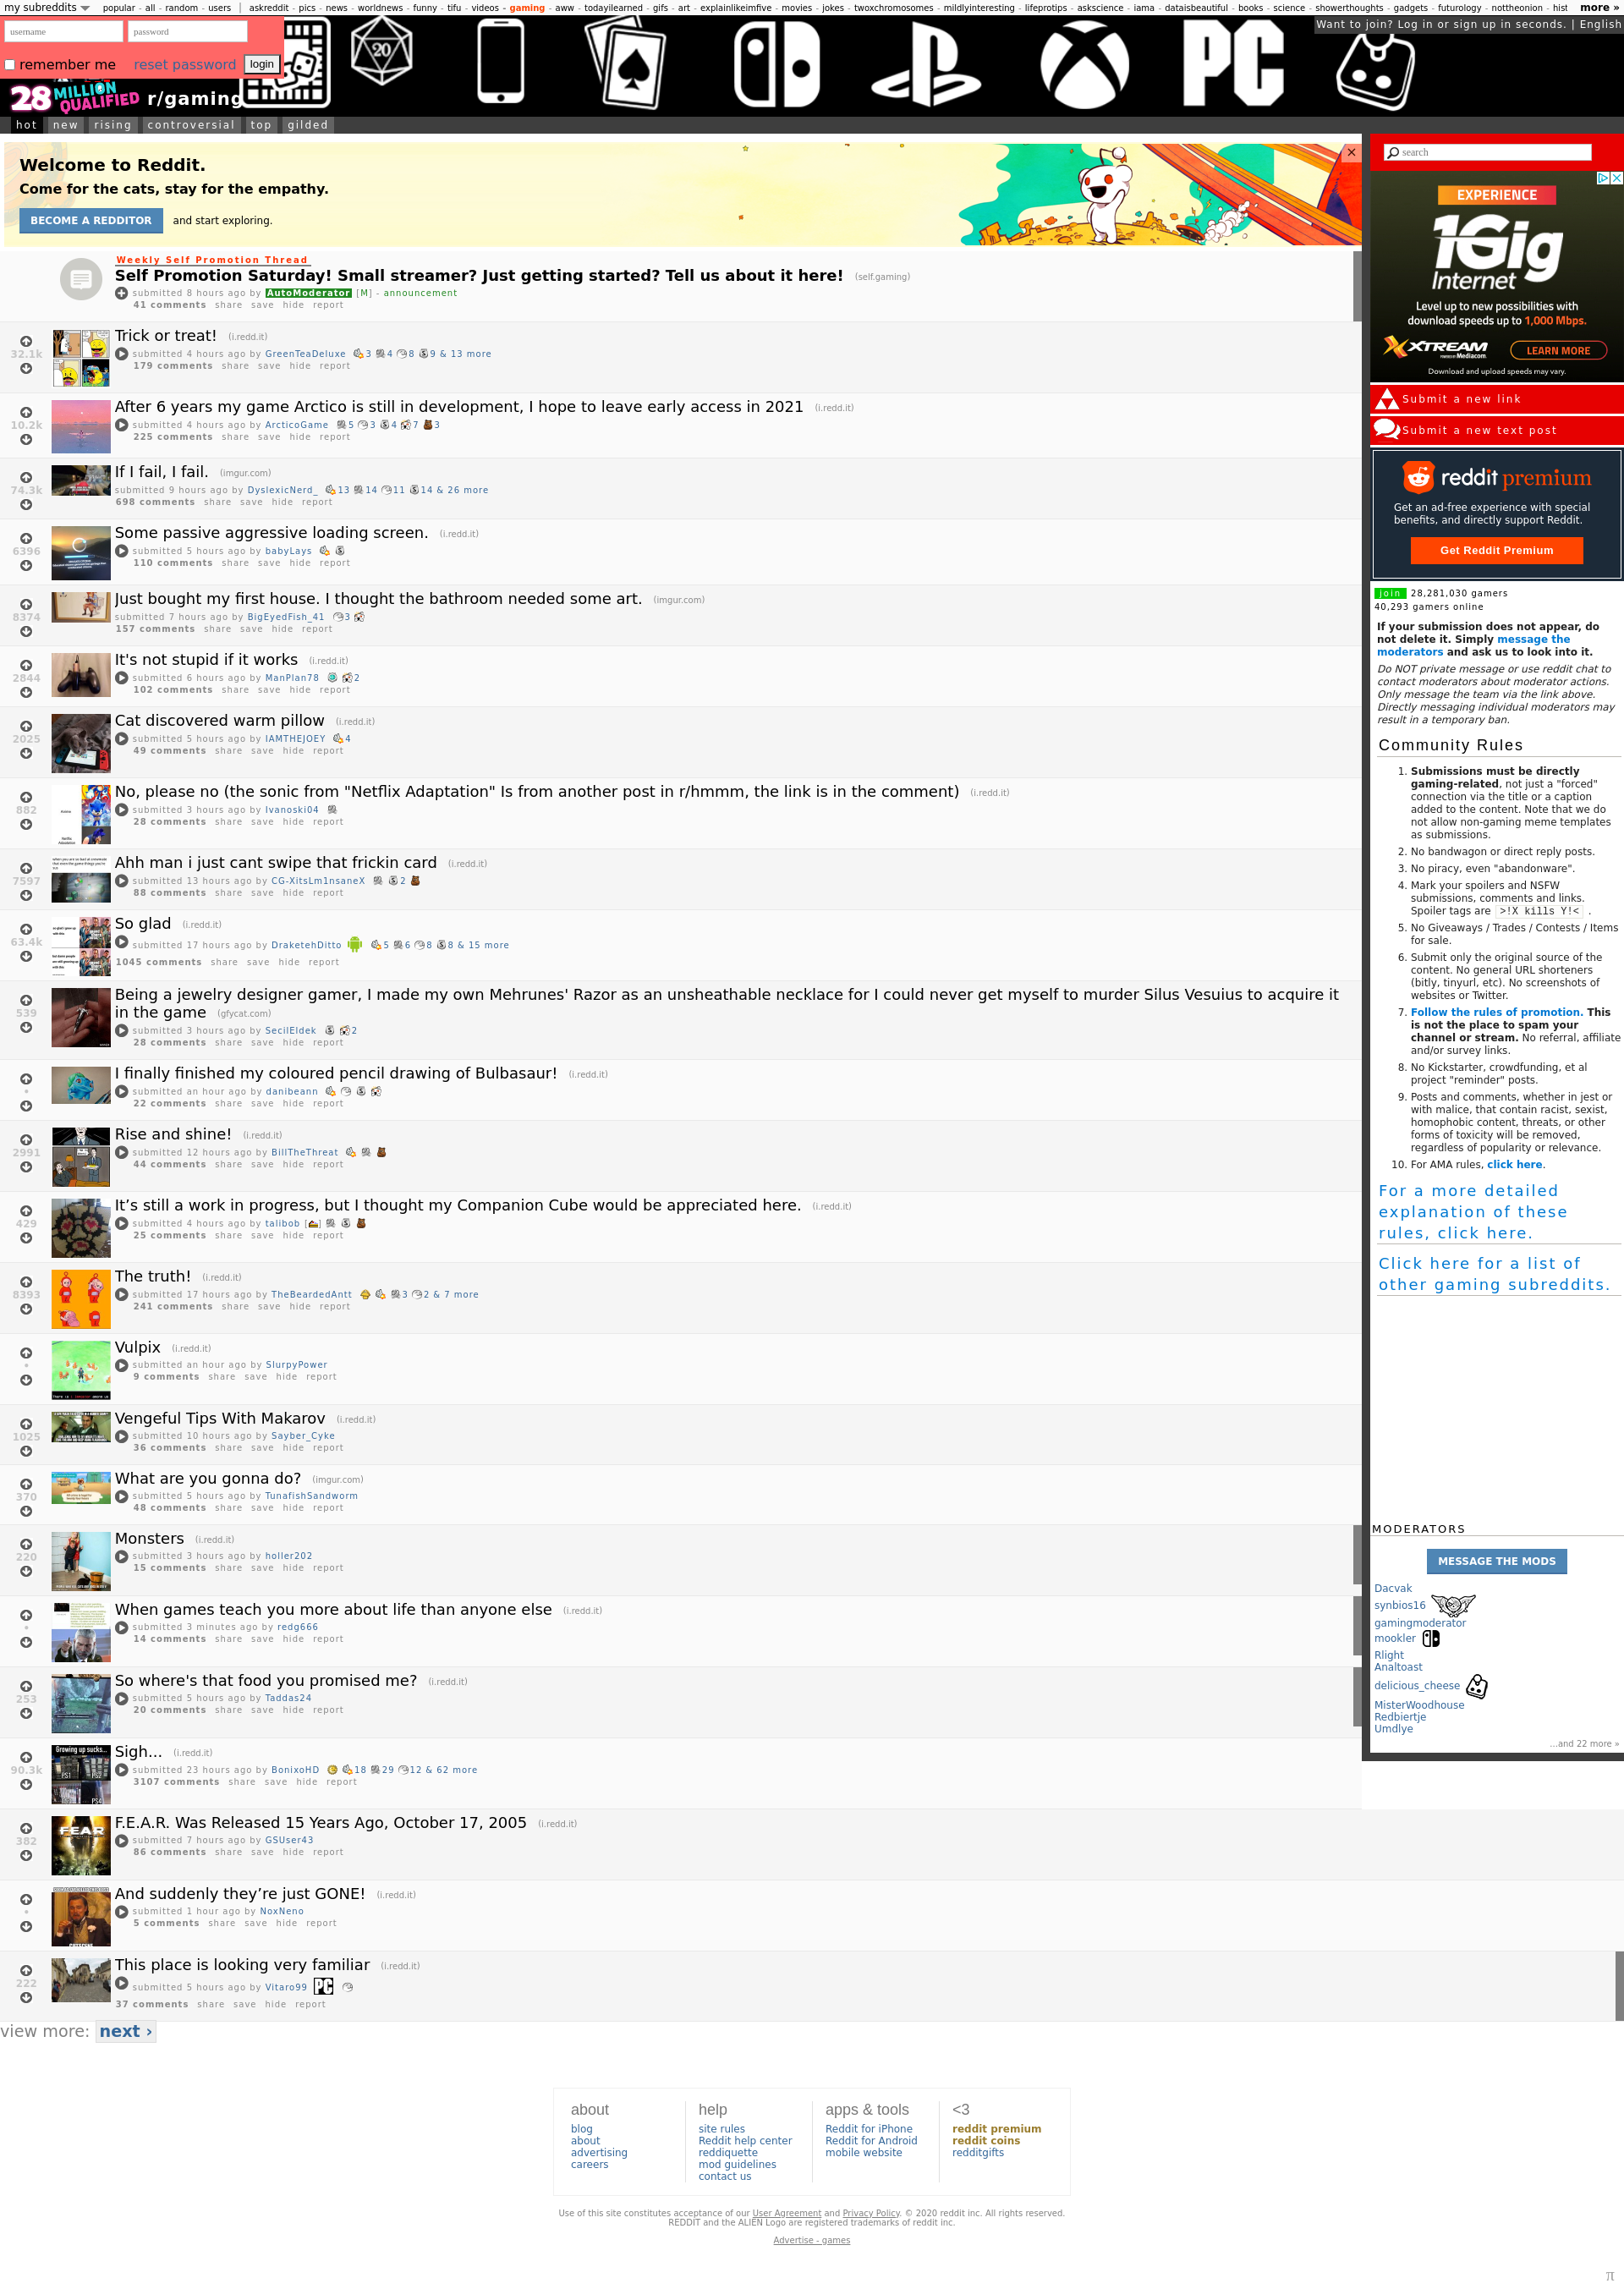 my subreddits popular - all - random - users | askreddit - pics - news - worldnews - funny - tifu - videos - gaming - aww - todayilearned - gifs - art - explainlikeimfive - movies - jokes - twoxchromosomes - mildlyinteresting - lifeprotips - askscience - iama - dataisbeautiful - books - science - showerthoughts - gadgets - futurology - nottheonion - hist more »
username password
Want to join? Log in or sign up in seconds. | English
remember me reset password login
20
PC
28 MILLION QUALIFIED r/gaming
hot new rising controversial top gilded
Welcome to Reddit.
Come for the cats, stay for the empathy.
BECOME A REDDITOR and start exploring.
Weekly Self Promotion Thread
Self Promotion Saturday! Small streamer? Just getting started? Tell us about it here! (self.gaming)
submitted 8 hours ago by AutoModerator [M] - announcement
41 comments share save hide report
Trick or treat! (i.redd.it)
32.1k
submitted 4 hours ago by GreenTeaDeluxe 3 4 8 9 & 13 more
179 comments share save hide report
After 6 years my game Arctico is still in development, I hope to leave early access in 2021 (i.redd.it)
10.2k
submitted 4 hours ago by ArcticoGame 5 3 4 7 3
225 comments share save hide report
If I fail, I fail. (imgur.com)
74.3k
submitted 9 hours ago by DyslexicNerd_ 13 14 11 14 & 26 more
698 comments share save hide report
Some passive aggressive loading screen. (i.redd.it)
6396
submitted 5 hours ago by babyLays
110 comments share save hide report
Just bought my first house. I thought the bathroom needed some art. (imgur.com)
8374
submitted 7 hours ago by BigEyedFish_41 3
157 comments share save hide report
It's not stupid if it works (i.redd.it)
2844
submitted 6 hours ago by ManPlan78 2
102 comments share save hide report
Cat discovered warm pillow (i.redd.it)
2025
submitted 5 hours ago by IAMTHEJOEY 4
49 comments share save hide report
No, please no (the sonic from "Netflix Adaptation" Is from another post in r/hmmm, the link is in the comment) (i.redd.it)
882
submitted 3 hours ago by Ivanoski04
28 comments share save hide report
Ahh man i just cant swipe that frickin card (i.redd.it)
7597
submitted 13 hours ago by CG-XitsLm1nsaneX 2
88 comments share save hide report
So glad (i.redd.it)
63.4k
submitted 17 hours ago by DraketehDitto 5 6 8 8 & 15 more
1045 comments share save hide report
Being a jewelry designer gamer, I made my own Mehrunes' Razor as an unsheathable necklace for I could never get myself to murder Silus Vesuius to acquire it
in the game (gfycat.com)
539
submitted 3 hours ago by SecilEldek 2
28 comments share save hide report
I finally finished my coloured pencil drawing of Bulbasaur! (i.redd.it)
•
submitted an hour ago by danibeann
22 comments share save hide report
Rise and shine! (i.redd.it)
2991
submitted 12 hours ago by BillTheThreat
44 comments share save hide report
It’s still a work in progress, but I thought my Companion Cube would be appreciated here. (i.redd.it)
429
submitted 4 hours ago by talibob []
25 comments share save hide report
The truth! (i.redd.it)
8393
submitted 17 hours ago by TheBeardedAntt 3 2 & 7 more
241 comments share save hide report
Vulpix (i.redd.it)
•
submitted an hour ago by SlurpyPower
9 comments share save hide report
Vengeful Tips With Makarov (i.redd.it)
1025
submitted 10 hours ago by Sayber_Cyke
36 comments share save hide report
What are you gonna do? (imgur.com)
370
submitted 5 hours ago by TunafishSandworm
48 comments share save hide report
Monsters (i.redd.it)
220
submitted 3 hours ago by holler202
15 comments share save hide report
When games teach you more about life than anyone else (i.redd.it)
•
submitted 3 minutes ago by redg666
14 comments share save hide report
So where's that food you promised me? (i.redd.it)
253
submitted 5 hours ago by Taddas24
20 comments share save hide report
Growing up sucks...
PS1 PS2
PS4
Sigh... (i.redd.it)
90.3k
submitted 23 hours ago by BonixoHD 18 29 12 & 62 more
3107 comments share save hide report
FEAR
F.E.A.R. Was Released 15 Years Ago, October 17, 2005 (i.redd.it)
382
submitted 7 hours ago by GSUser43
86 comments share save hide report
And suddenly they’re just GONE! (i.redd.it)
•
submitted 1 hour ago by NoxNeno
5 comments share save hide report
This place is looking very familiar (i.redd.it)
222
submitted 5 hours ago by Vitaro99 PC
37 comments share save hide report
view more: next ›
search
EXPERIENCE
1Gig
Internet
Level up to new possibilities with
download speeds up to 1,000 Mbps.
XTREAM
POWERED BY Mediacom
LEARN MORE
Download and upload speeds may vary.
Submit a new link
Submit a new text post
reddit premium
Get an ad-free experience with special
benefits, and directly support Reddit.
Get Reddit Premium
join 28,281,030 gamers
40,293 gamers online
If your submission does not appear, do
not delete it. Simply message the
moderators and ask us to look into it.
Do NOT private message or use reddit chat to
contact moderators about moderator actions.
Only message the team via the link above.
Directly messaging individual moderators may
result in a temporary ban.
Community Rules
1. Submissions must be directly
gaming-related, not just a "forced"
connection via the title or a caption
added to the content. Note that we do
not allow non-gaming meme templates
as submissions.
2. No bandwagon or direct reply posts.
3. No piracy, even "abandonware".
4. Mark your spoilers and NSFW
submissions, comments and links.
Spoiler tags are >!X kills Y!< .
5. No Giveaways / Trades / Contests / Items
for sale.
6. Submit only the original source of the
content. No general URL shorteners
(bitly, tinyurl, etc). No screenshots of
websites or Twitter.
7. Follow the rules of promotion. This
is not the place to spam your
channel or stream. No referral, affiliate
and/or survey links.
8. No Kickstarter, crowdfunding, et al
project "reminder" posts.
9. Posts and comments, whether in jest or
with malice, that contain racist, sexist,
homophobic content, threats, or other
forms of toxicity will be removed,
regardless of popularity or relevance.
10. For AMA rules, click here.
For a more detailed
explanation of these
rules, click here.
Click here for a list of
other gaming subreddits.
MODERATORS
MESSAGE THE MODS
Dacvak
synbios16
gamingmoderator
mookler
Rlight
Analtoast
delicious_cheese
MisterWoodhouse
Redbiertje
Umdlye
...and 22 more »
about
blog
about
advertising
careers
help
site rules
Reddit help center
reddiquette
mod guidelines
contact us
apps & tools
Reddit for iPhone
Reddit for Android
mobile website
<3
reddit premium
reddit coins
redditgifts
Use of this site constitutes acceptance of our User Agreement and Privacy Policy. © 2020 reddit inc. All rights reserved.
REDDIT and the ALIEN Logo are registered trademarks of reddit inc.
Advertise - games
π